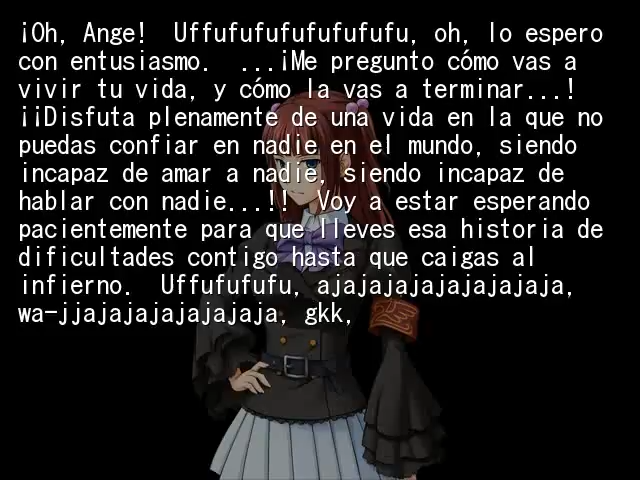 ¡Oh, Ange!  Uffufufufufufufufu, oh, lo espero
con entusiasmo.  ...¡Me pregunto cómo vas a
vivir tu vida, y cómo la vas a terminar...!
¡¡Disfuta plenamente de una vida en la que no
puedas confiar en nadie en el mundo, siendo
incapaz de amar a nadie, siendo incapaz de
hablar con nadie...!!  Voy a estar esperando
pacientemente para que lleves esa historia de
dificultades contigo hasta que caigas al
infierno.  Uffufufufu, ajajajajajajajajaja,
wa-jjajajajajajajaja, gkk,